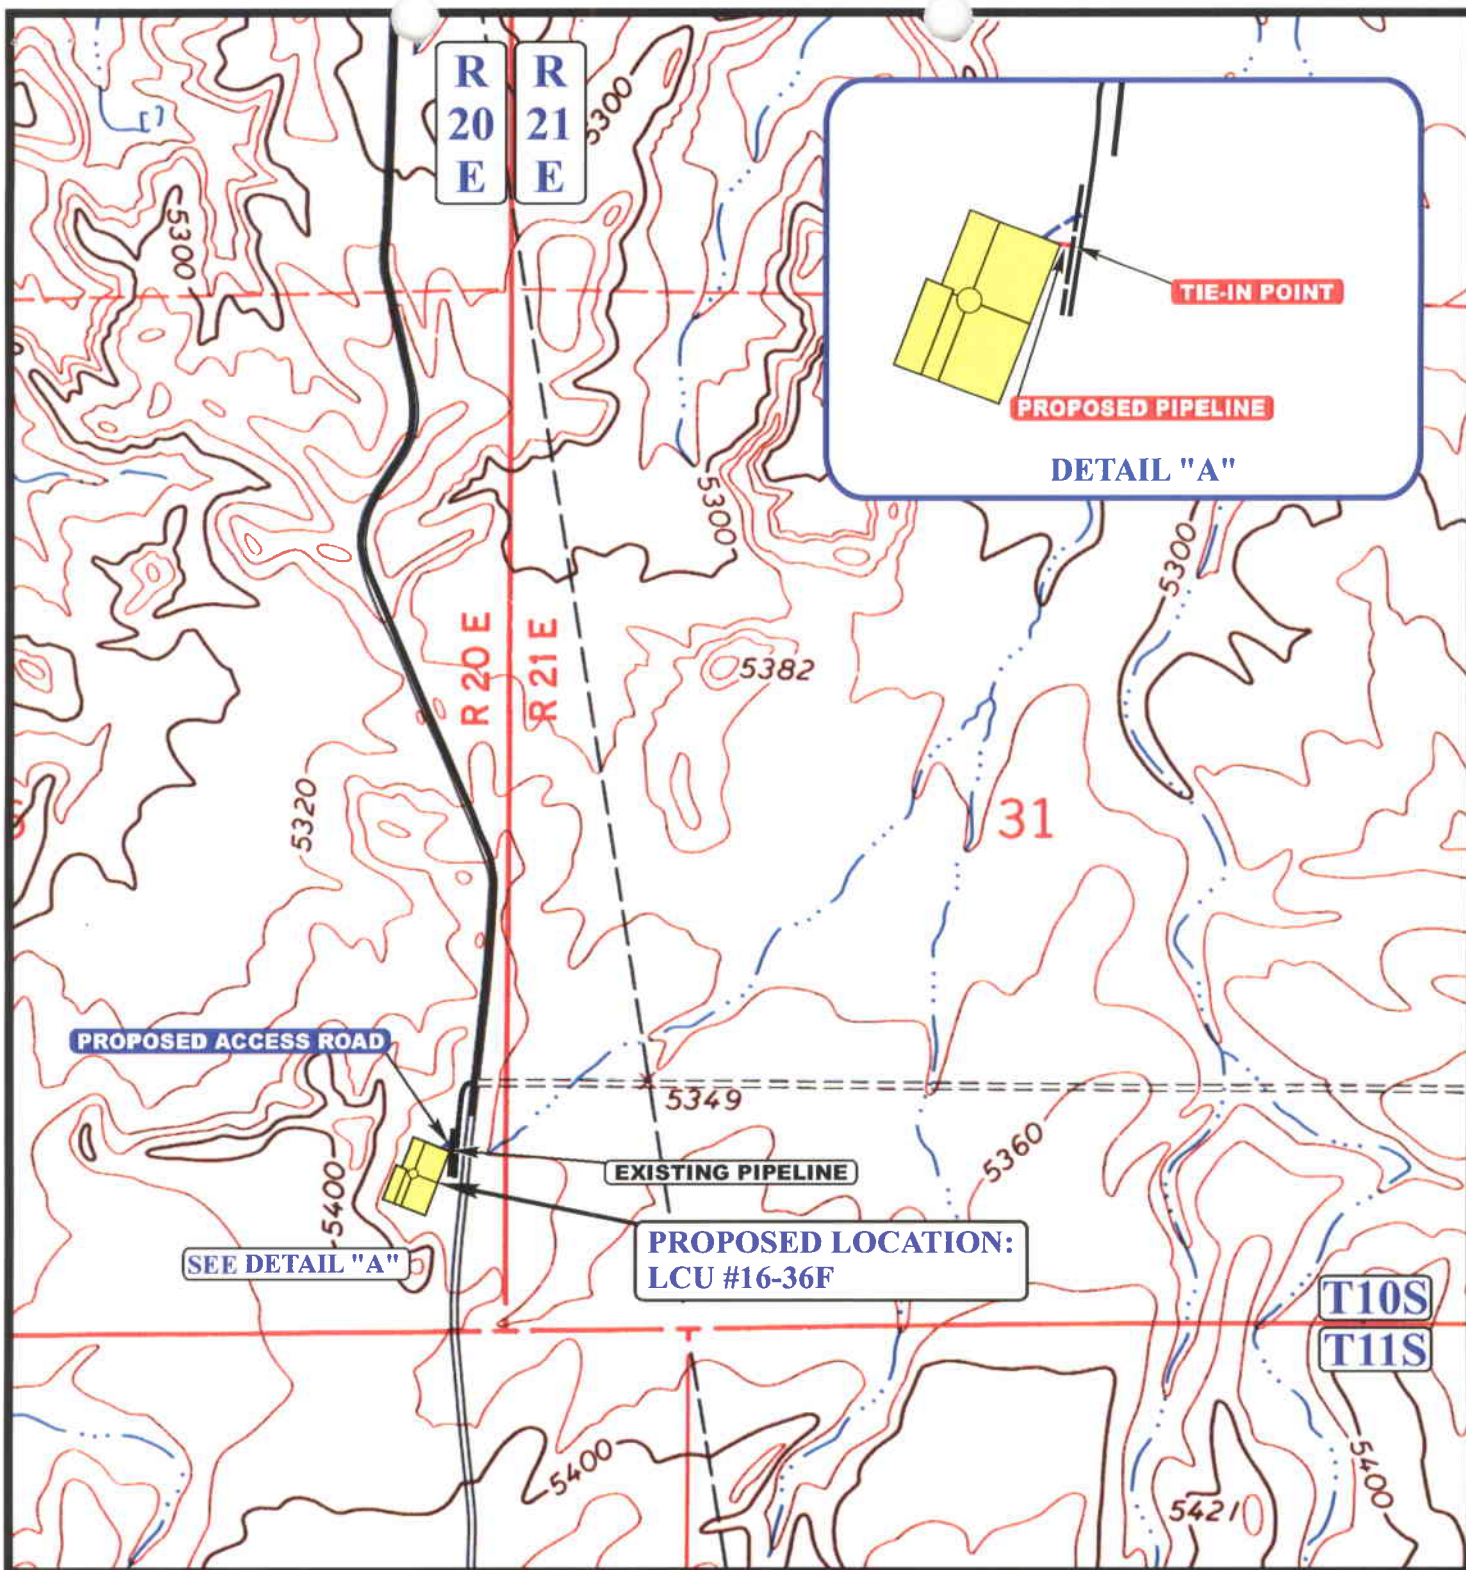 R
20
E
R
21
E
5300
5300
TIE-IN POINT
PROPOSED PIPELINE
DETAIL "A"
5300
5300
R 20 E
R 21 E
5382
5320
31
PROPOSED ACCESS ROAD
5349
5360
EXISTING PIPELINE
5400
PROPOSED LOCATION:
LCU #16-36F
SEE DETAIL "A"
T10S
T11S
5400
5400
5421